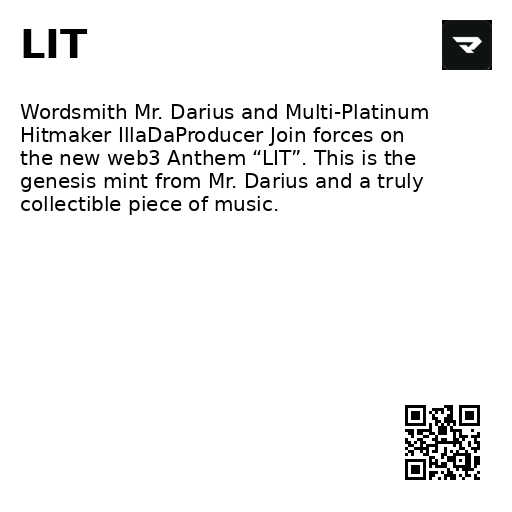 LIT
Wordsmith Mr. Darius and Multi-Platinum
Hitmaker IllaDaProducer Join forces on
the new web3 Anthem “LIT”. This is the
genesis mint from Mr. Darius and a truly
collectible piece of music.